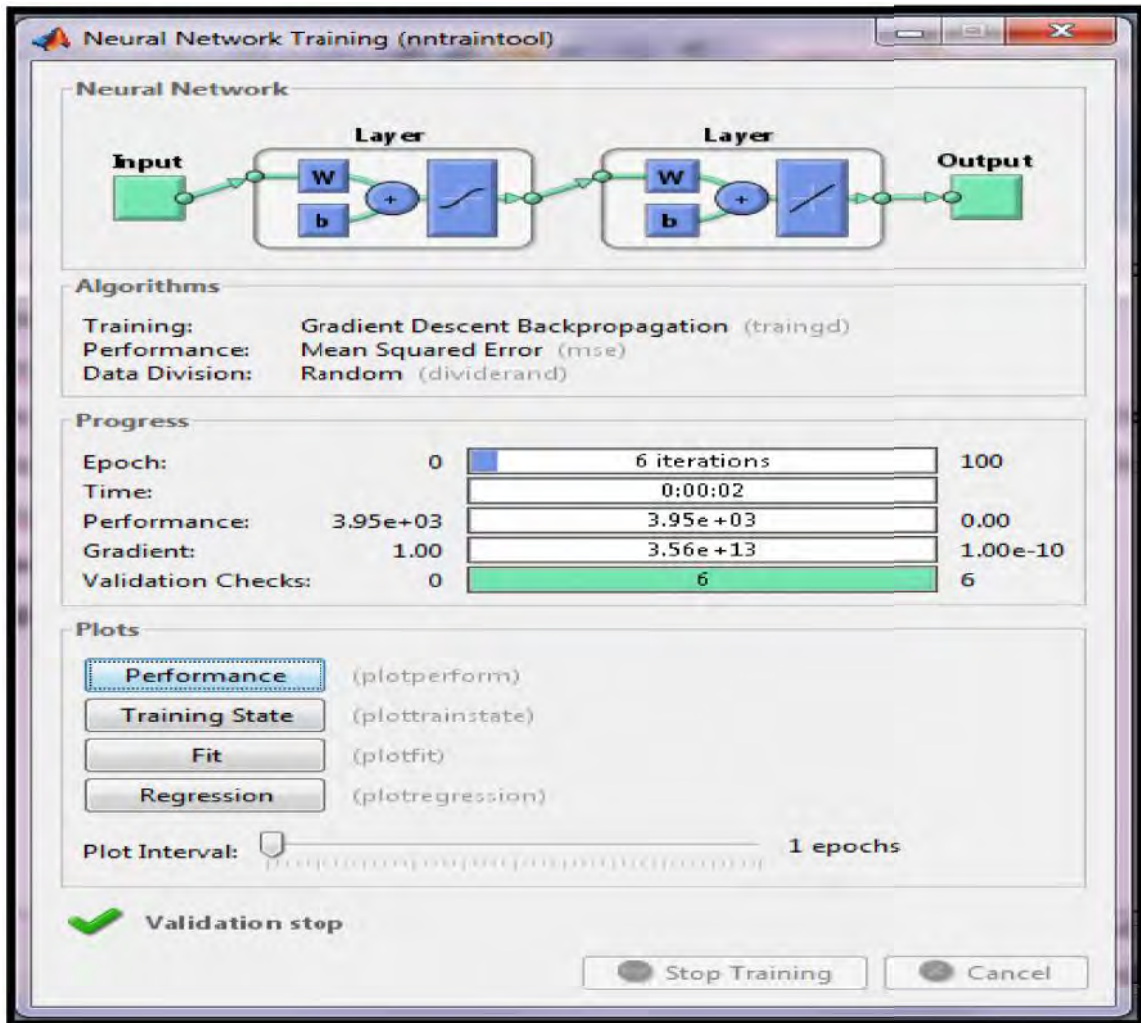 Neural Network Training (nntraintool)
Neural Network
Layer Layer
Input Output
W W
+ +
b b
Algorithms
Training: Gradient Descent Backpropagation (traingd)
Performance: Mean Squared Error (mse)
Data Division: Random (dividerand)
Progress
Epoch: 0 6 iterations 100
Time: 0:00:02
Performance: 3.95e+03 3.95e+03 0.00
Gradient: 1.00 3.56e+13 1.00e-10
Validation Checks: 0 6 6
Plots
Performance (plotperform)
Training State (plottrainstate)
Fit (plotfit)
Regression (plotregression)
Plot Interval: 1 epochs
Validation stop
Stop Training Cancel